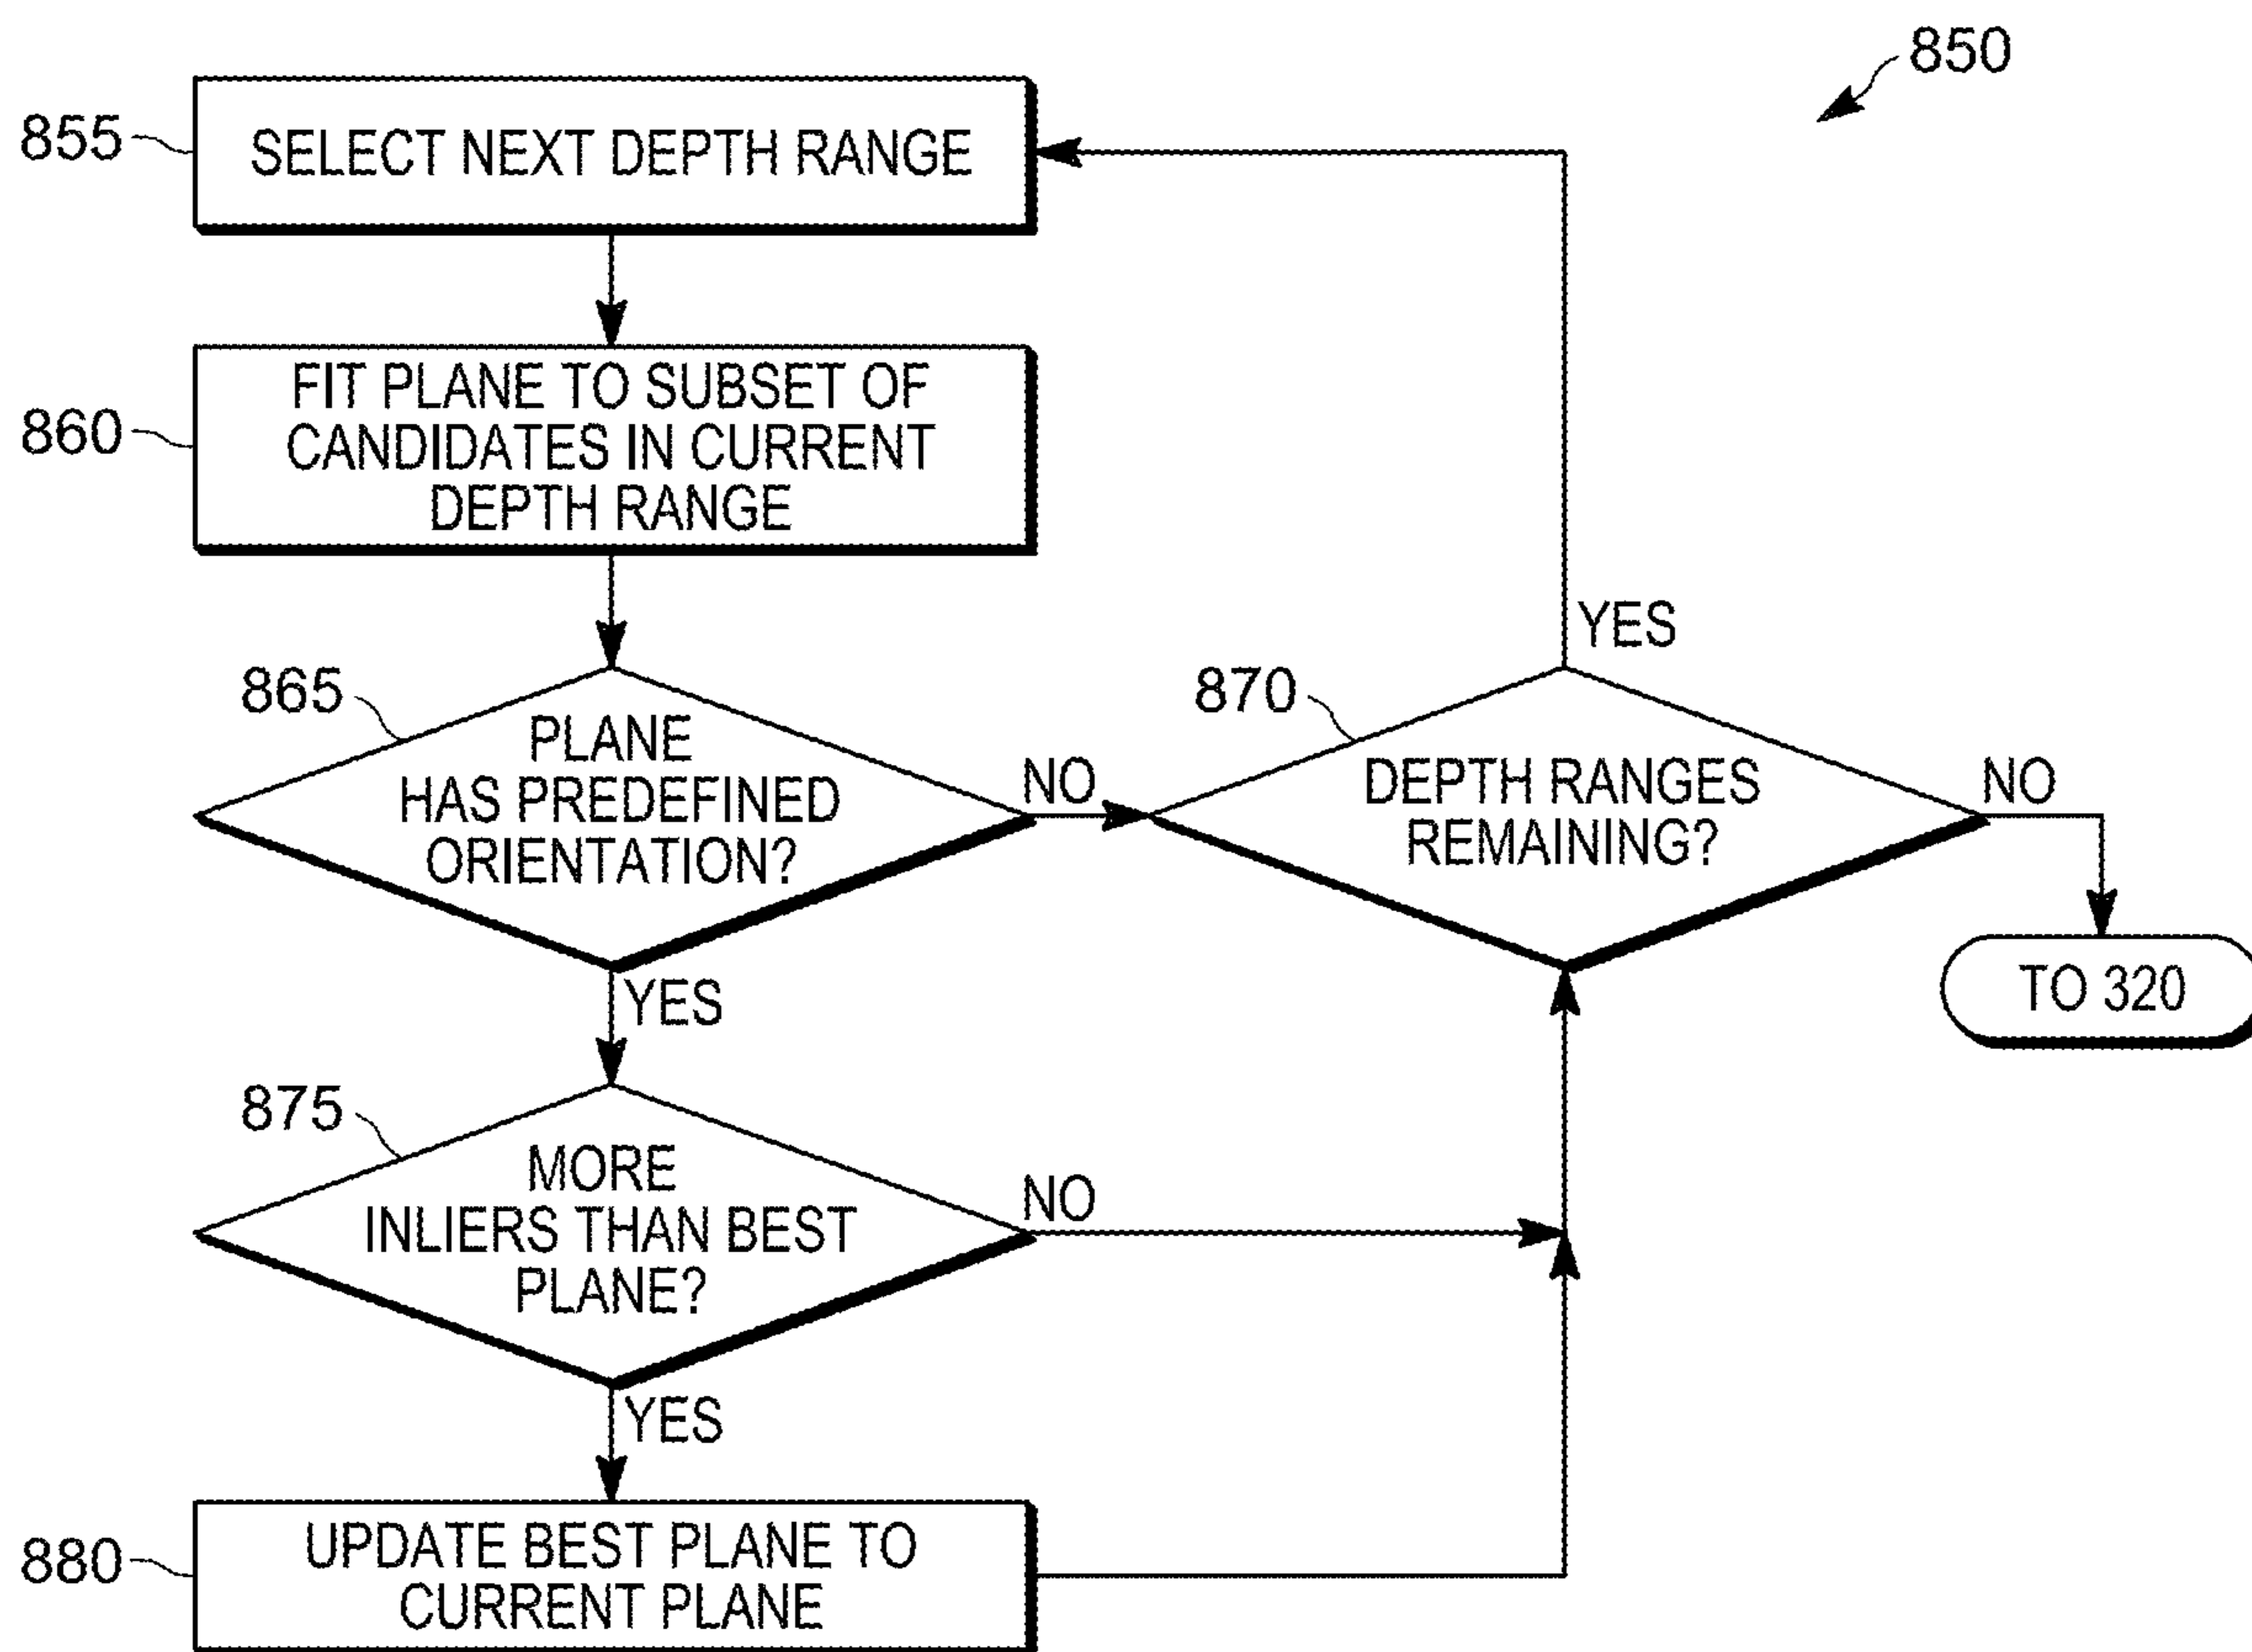 850
855
SELECT NEXT DEPTH RANGE
860
FIT PLANE TO SUBSET OF
CANDIDATES IN CURRENT
DEPTH RANGE
865
PLANE
HAS PREDEFINED
ORIENTATION?
NO
YES
870
DEPTH RANGES
REMAINING?
YES
NO
TO 320
875
MORE
INLIERS THAN BEST
PLANE?
NO
YES
880
UPDATE BEST PLANE TO
CURRENT PLANE